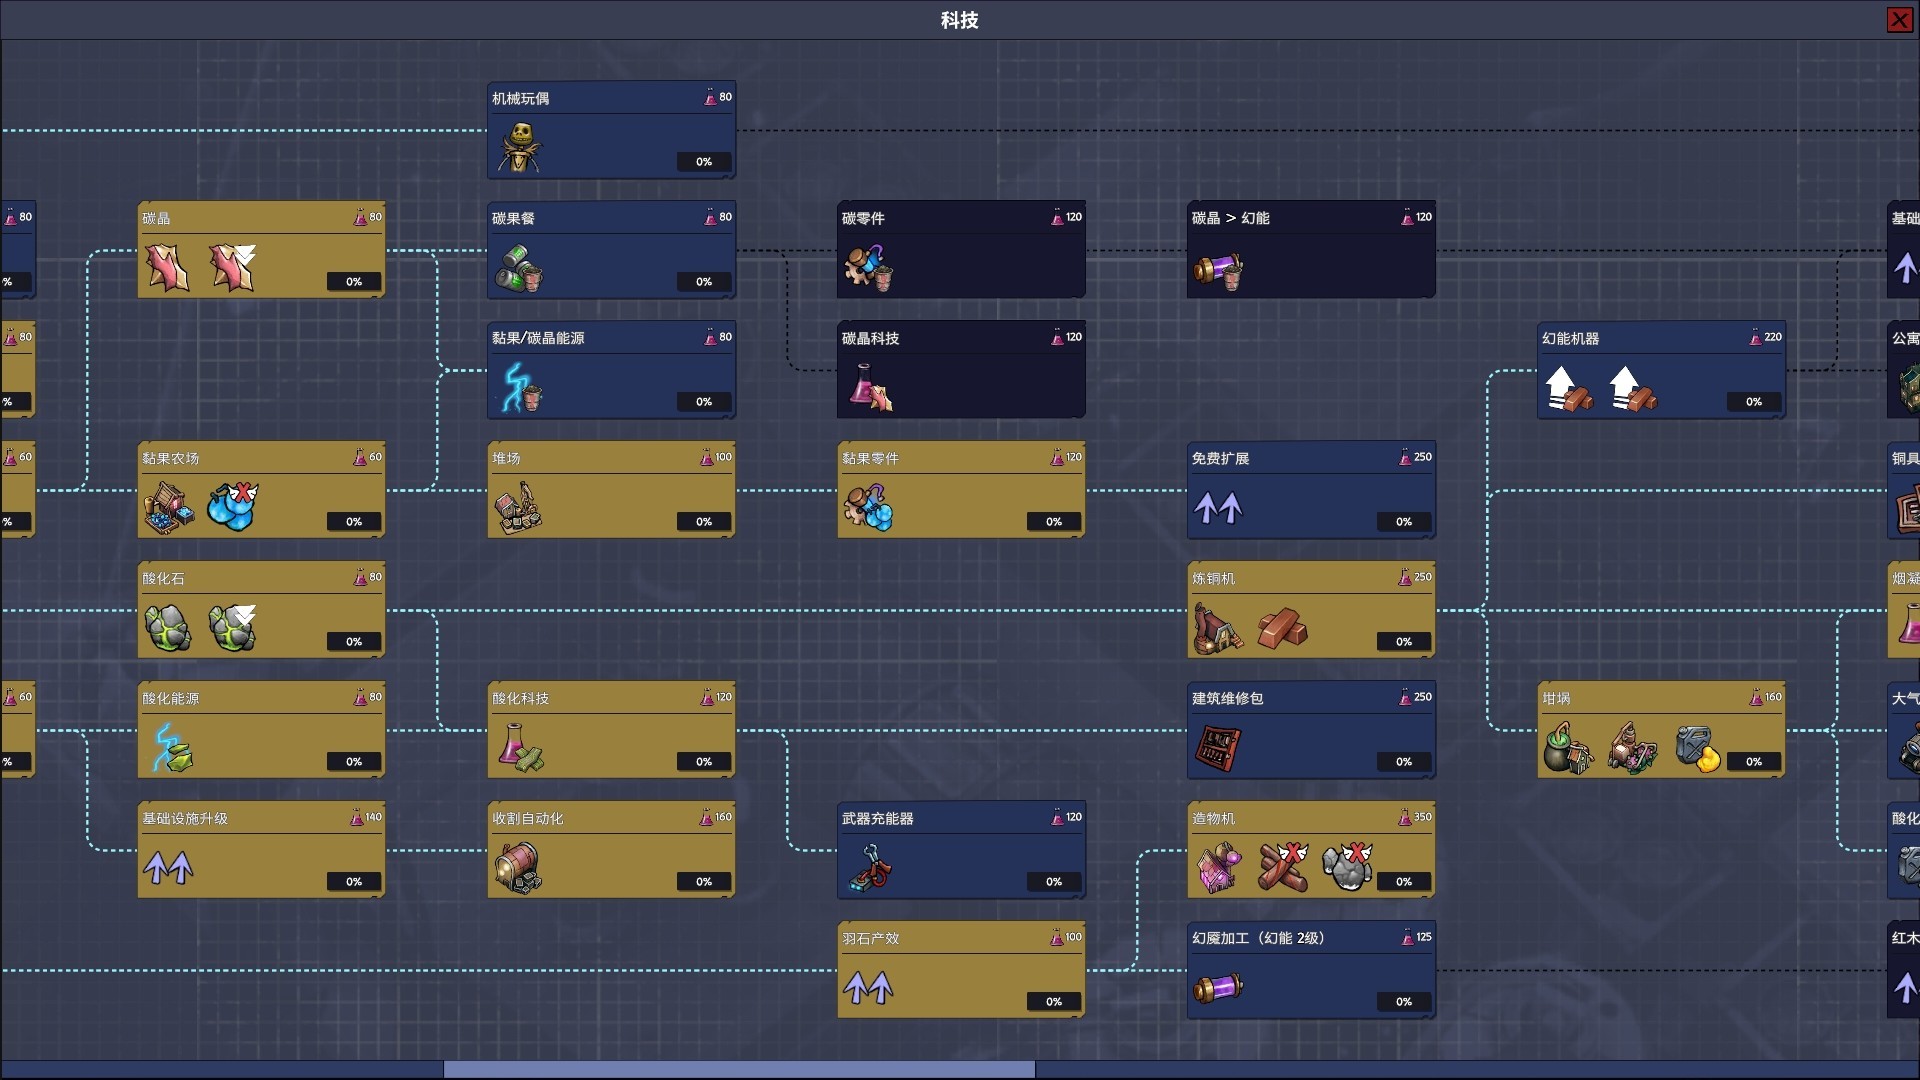 科技
机械玩偶
80
0%
80
%
碳晶
80
0%
碳果餐
80
0%
碳零件
120
碳晶 > 幻能
120
基础
80
%
黏果/碳晶能源
80
0%
碳晶科技
120
幻能机器
220
0%
公寓
60
%
黏果农场
60
0%
堆场
100
0%
黏果零件
120
0%
免费扩展
250
0%
铜具
酸化石
80
0%
炼铜机
250
0%
烟凝
60
%
酸化能源
80
0%
酸化科技
120
0%
建筑维修包
250
0%
坩埚
160
0%
大气
基础设施升级
140
0%
收割自动化
160
0%
武器充能器
120
0%
造物机
350
0%
酸化
羽石产效
100
0%
幻魇加工（幻能 2级）
125
0%
红木